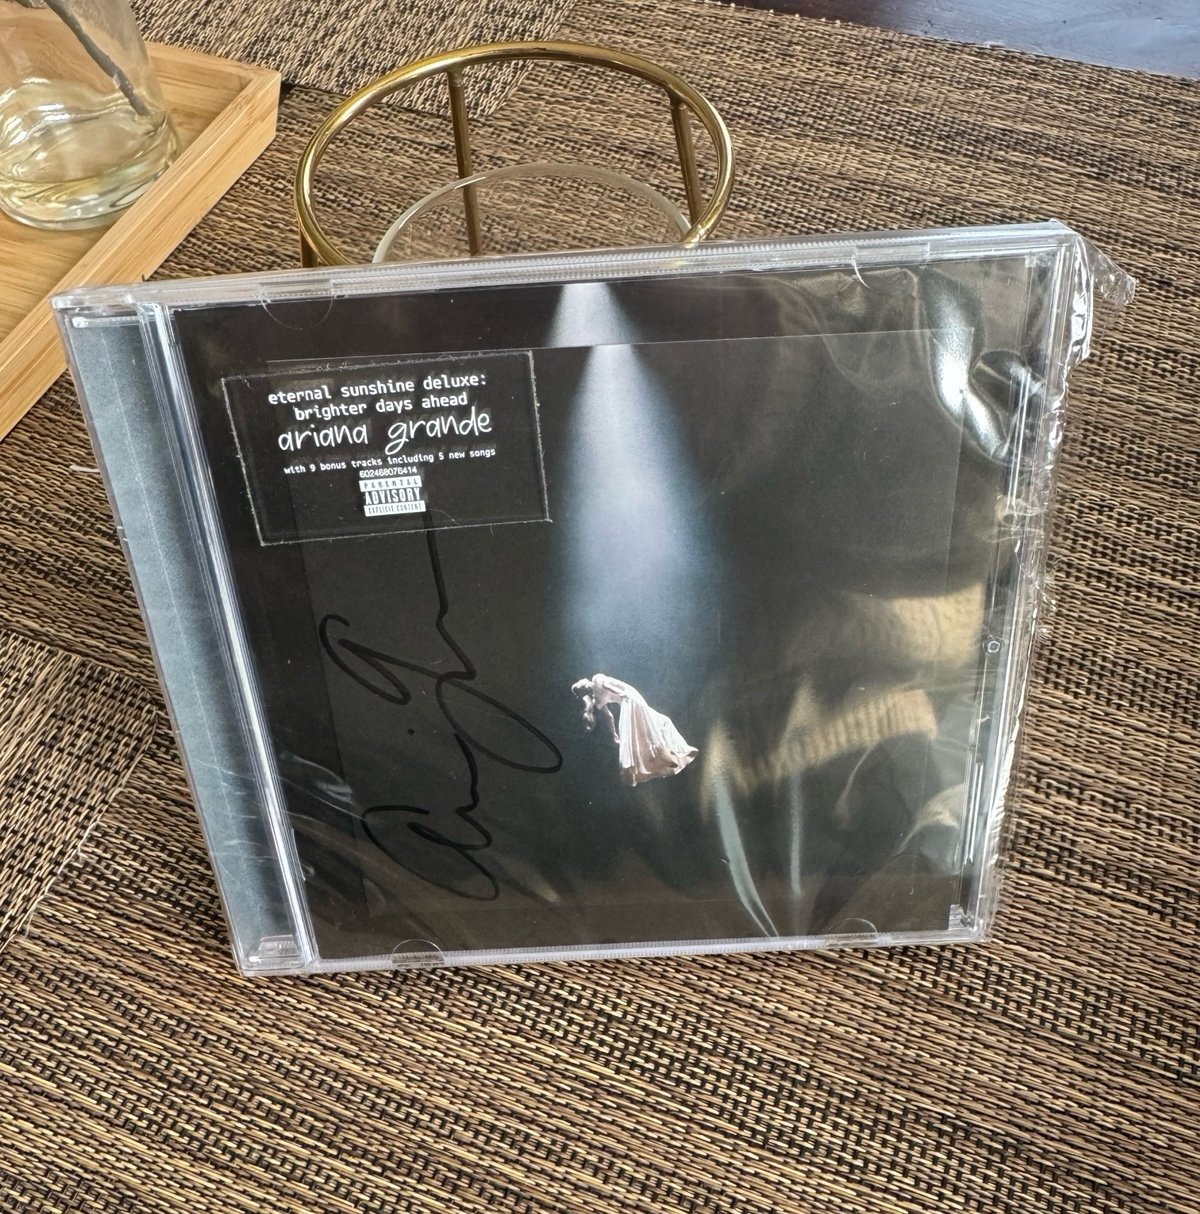 eternal sunshine deluxe:
brighter days ahead
ariana grande
with 9 bonus tracks including 5 new songs
602468076414
PARENTAL
ADVISORY
EXPLICIT CONTENT